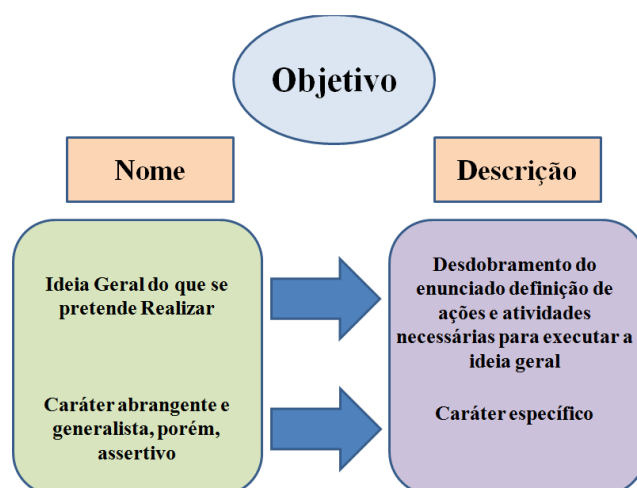 Objetivo
Nome
Descrição
Ideia Geral do que se
pretende Realizar
Desdobramento do
enunciado definição de
ações e atividades
necessárias para executar a
ideia geral
Caráter abrangente e
generalista, porém,
assertivo
Caráter específico